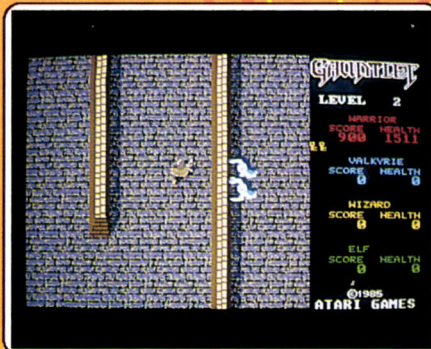 GAUNTLET
LEVEL 2
WARRIOR
SCORE HEALTH
900 1511
VALKYRIE
SCORE HEALTH
0 0
WIZARD
SCORE HEALTH
0 0
ELF
SCORE HEALTH
0 0
©1985
ATARI GAMES